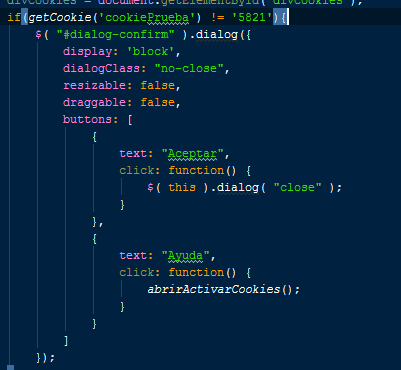 divCookies = document.getElementById('divCookies');
if(getCookie('cookiePrueba') != '5821'){
$( "#dialog-confirm" ).dialog({
display: 'block',
dialogClass: "no-close",
resizable: false,
draggable: false,
buttons: [
{
text: "Aceptar",
click: function() {
$( this ).dialog( "close" );
}
},
{
text: "Ayuda",
click: function() {
abrirActivarCookies();
}
}
]
});